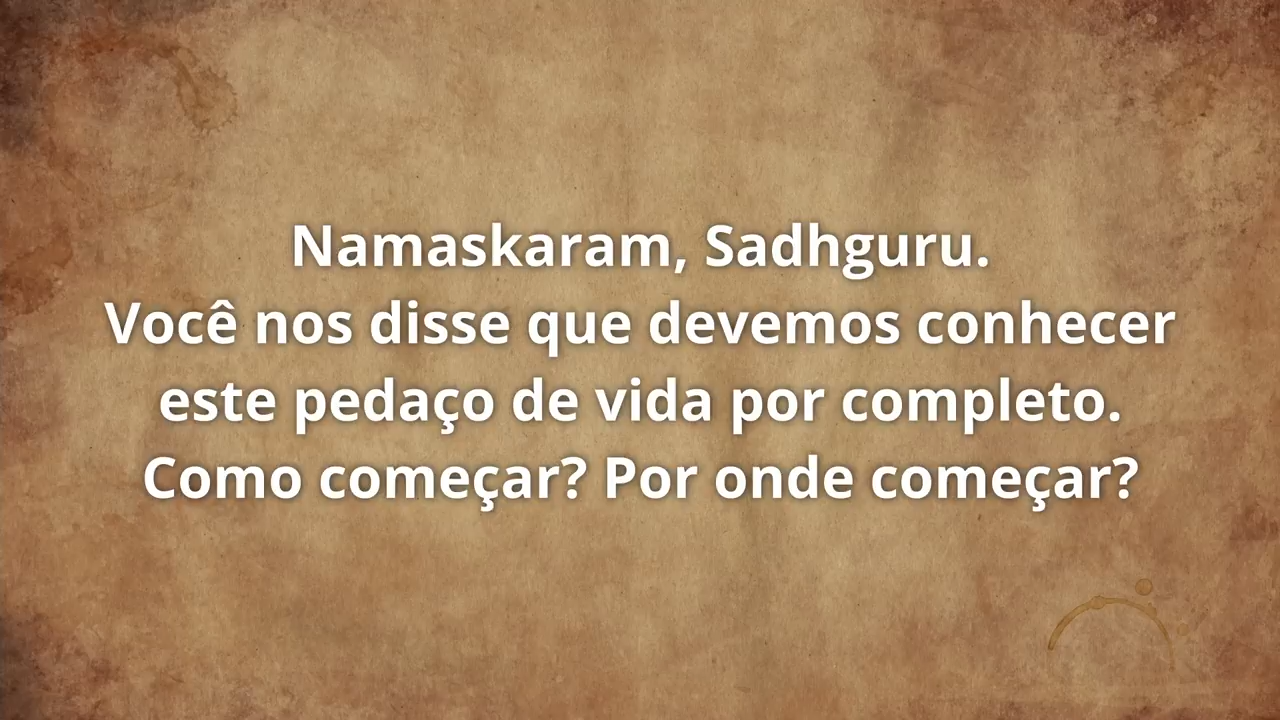 Namaskaram, Sadhguru.
Você nos disse que devemos conhecer
este pedaço de vida por completo.
Como começar? Por onde começar?